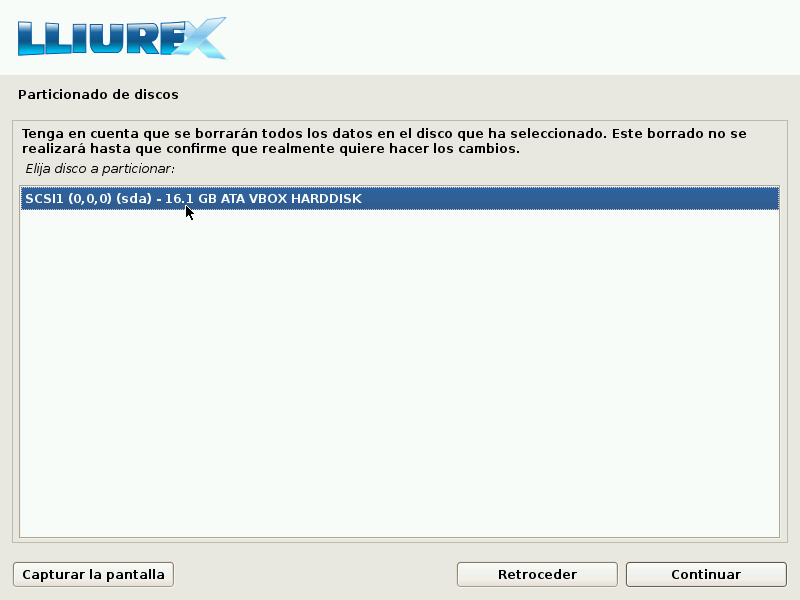 LLIUREX
Particionado de discos
Tenga en cuenta que se borrarán todos los datos en el disco que ha seleccionado. Este borrado no se
realizará hasta que confirme que realmente quiere hacer los cambios.
Elija disco a particionar:
SCSI1 (0,0,0) (sda) - 16.1 GB ATA VBOX HARDDISK
Capturar la pantalla
Retroceder
Continuar